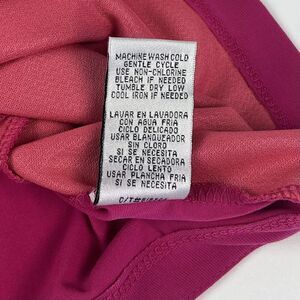 MACHINE WASH COLD
GENTLE CYCLE
USE NON-CHLORINE
BLEACH IF NEEDED
TUMBLE DRY LOW
COOL IRON IF NEEDED
LAVAR EN LAVADORA
CON AGUA FRIA
CICLO DELICADO
USAR BLANQUEADOR
SIN CLORO
SI SE NECESITA
SECAR EN SECADORA
CICLO LENTO
USAR PLANCHA FRIA
SI SE NECESITA